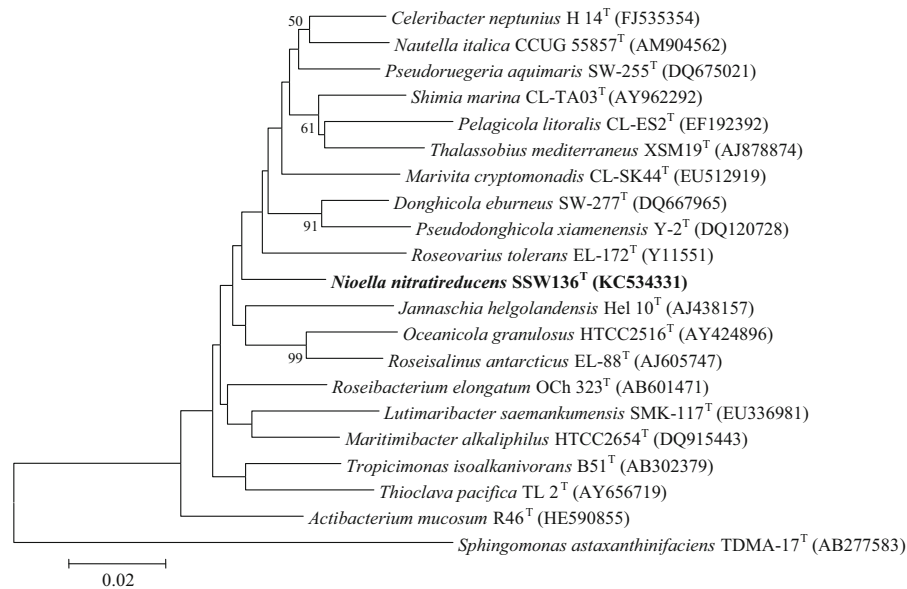 50
Celeribacter neptunius H 14T (FJ535354)
Nautella italica CCUG 55857T (AM904562)
Pseudoruegeria aquimaris SW-255T (DQ675021)
Shimia marina CL-TA03T (AY962292)
61
Pelagicola litoralis CL-ES2T (EF192392)
Thalassobius mediterraneus XSM19T (AJ878874)
Marivita cryptomonadis CL-SK44T (EU512919)
Donghicola eburneus SW-277T (DQ667965)
91
Pseudodonghicola xiamenensis Y-2T (DQ120728)
Roseovarius tolerans EL-172T (Y11551)
Nioella nitratireducens SSW136T (KC534331)
Jannaschia helgolandensis Hel 10T (AJ438157)
Oceanicola granulosus HTCC2516T (AY424896)
99
Roseisalinus antarcticus EL-88T (AJ605747)
Roseibacterium elongatum OCh 323T (AB601471)
Lutimaribacter saemankumensis SMK-117T (EU336981)
Maritimibacter alkaliphilus HTCC2654T (DQ915443)
Tropicimonas isoalkanivorans B51T (AB302379)
Thioclava pacifica TL 2T (AY656719)
Actibacterium mucosum R46T (HE590855)
Sphingomonas astaxanthinifaciens TDMA-17T (AB277583)
0.02